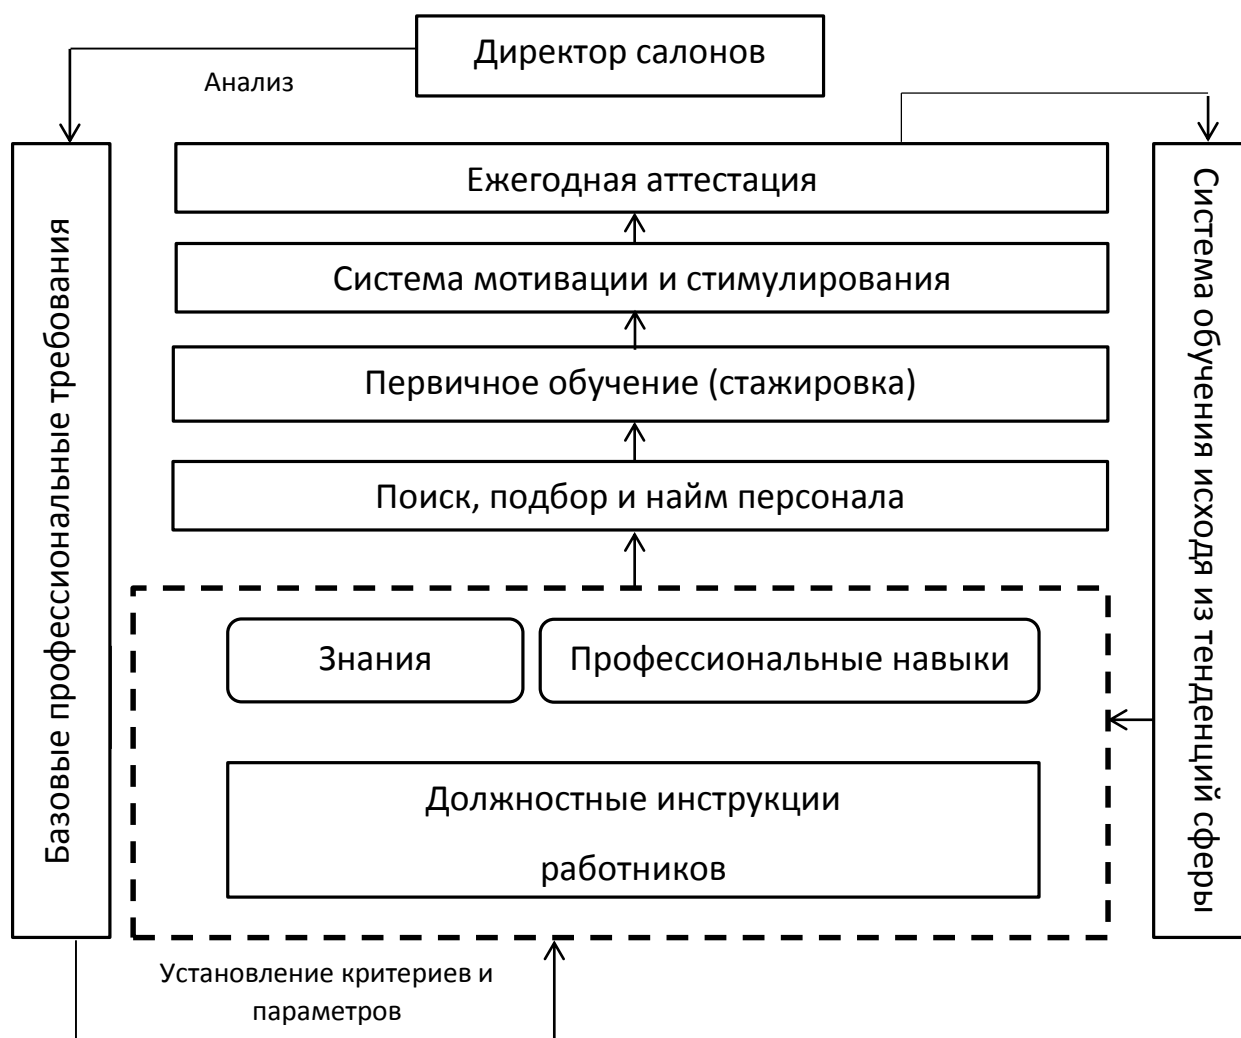 Директор салонов
Анализ
Ежегодная аттестация
Система мотивации и стимулирования
Первичное обучение (стажировка)
Поиск, подбор и найм персонала
Базовые профессиональные требования
Система обучения исходя из тенденций сферы
Знания
Профессиональные навыки
Должностные инструкции
работников
Установление критериев и
параметров